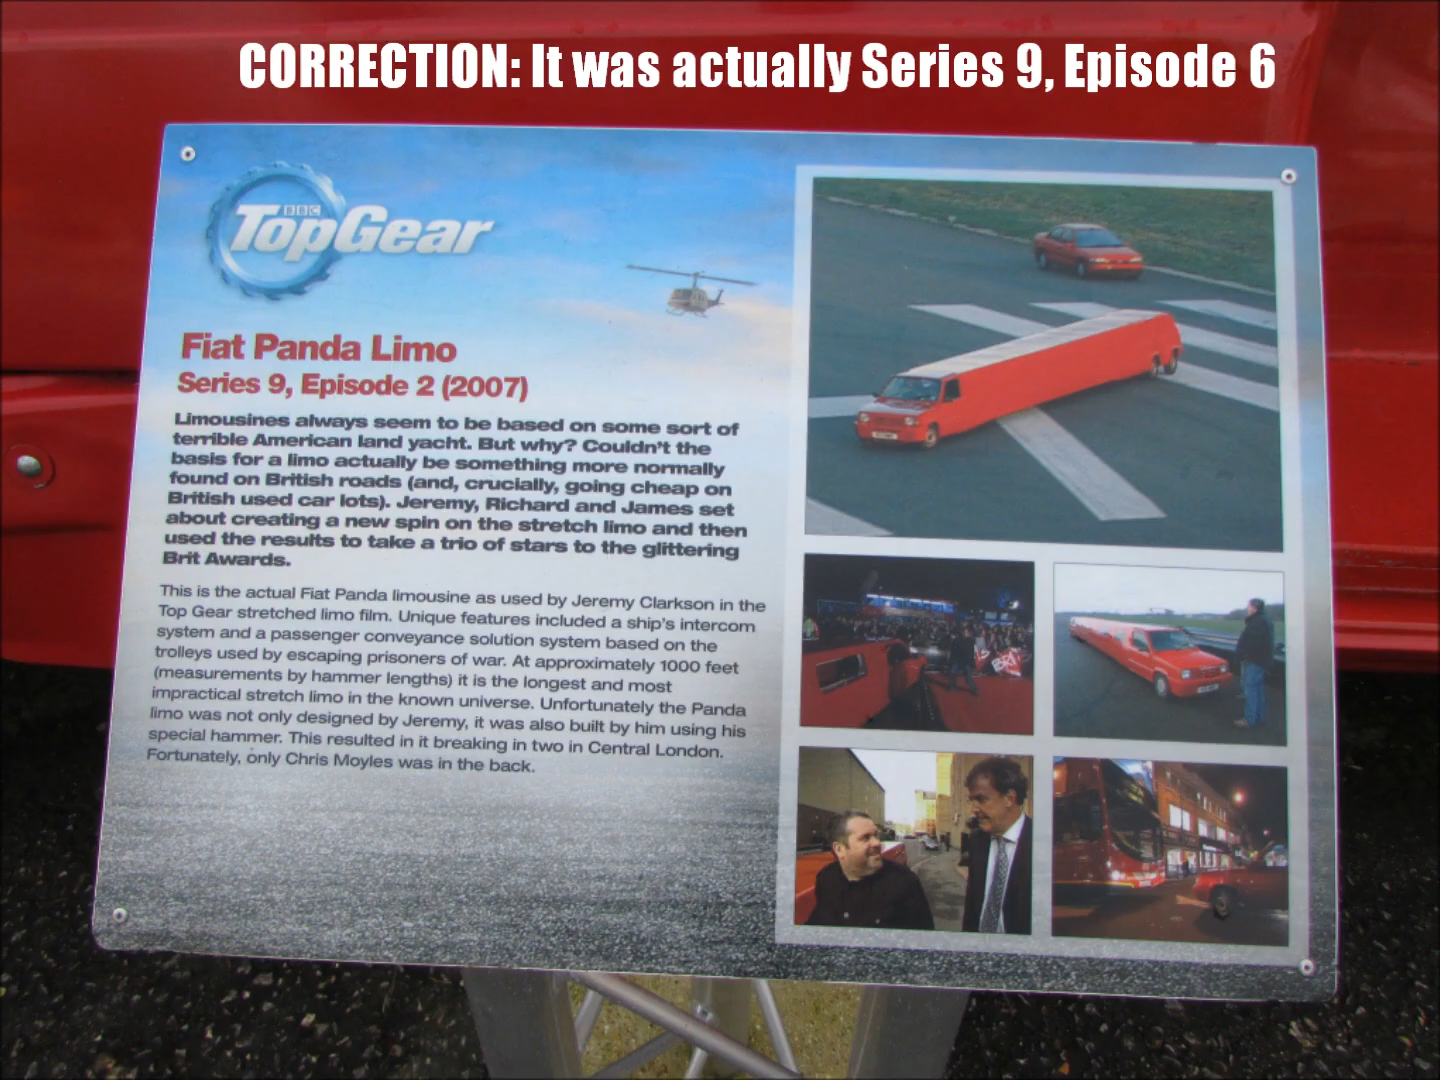 CORRECTION: It was actually Series 9, Episode 6
BBC
TopGear
Fiat Panda Limo
Series 9, Episode 2 (2007)
Limousines always seem to be based on some sort of
terrible American land yacht. But why? Couldn't the
basis for a limo actually be something more normally
found on British roads (and, crucially, going cheap on
British used car lots). Jeremy, Richard and James set
about creating a new spin on the stretch limo and then
used the results to take a trio of stars to the glittering
Brit Awards.
This is the actual Fiat Panda limousine as used by Jeremy Clarkson in the
Top Gear stretched limo film. Unique features included a ship's intercom
system and a passenger conveyance solution system based on the
trolleys used by escaping prisoners of war. At approximately 1000 feet
(measurements by hammer lengths) it is the longest and most
impractical stretch limo in the known universe. Unfortunately the Panda
limo was not only designed by Jeremy, it was also built by him using his
special hammer. This resulted in it breaking in two in Central London.
Fortunately, only Chris Moyles was in the back.